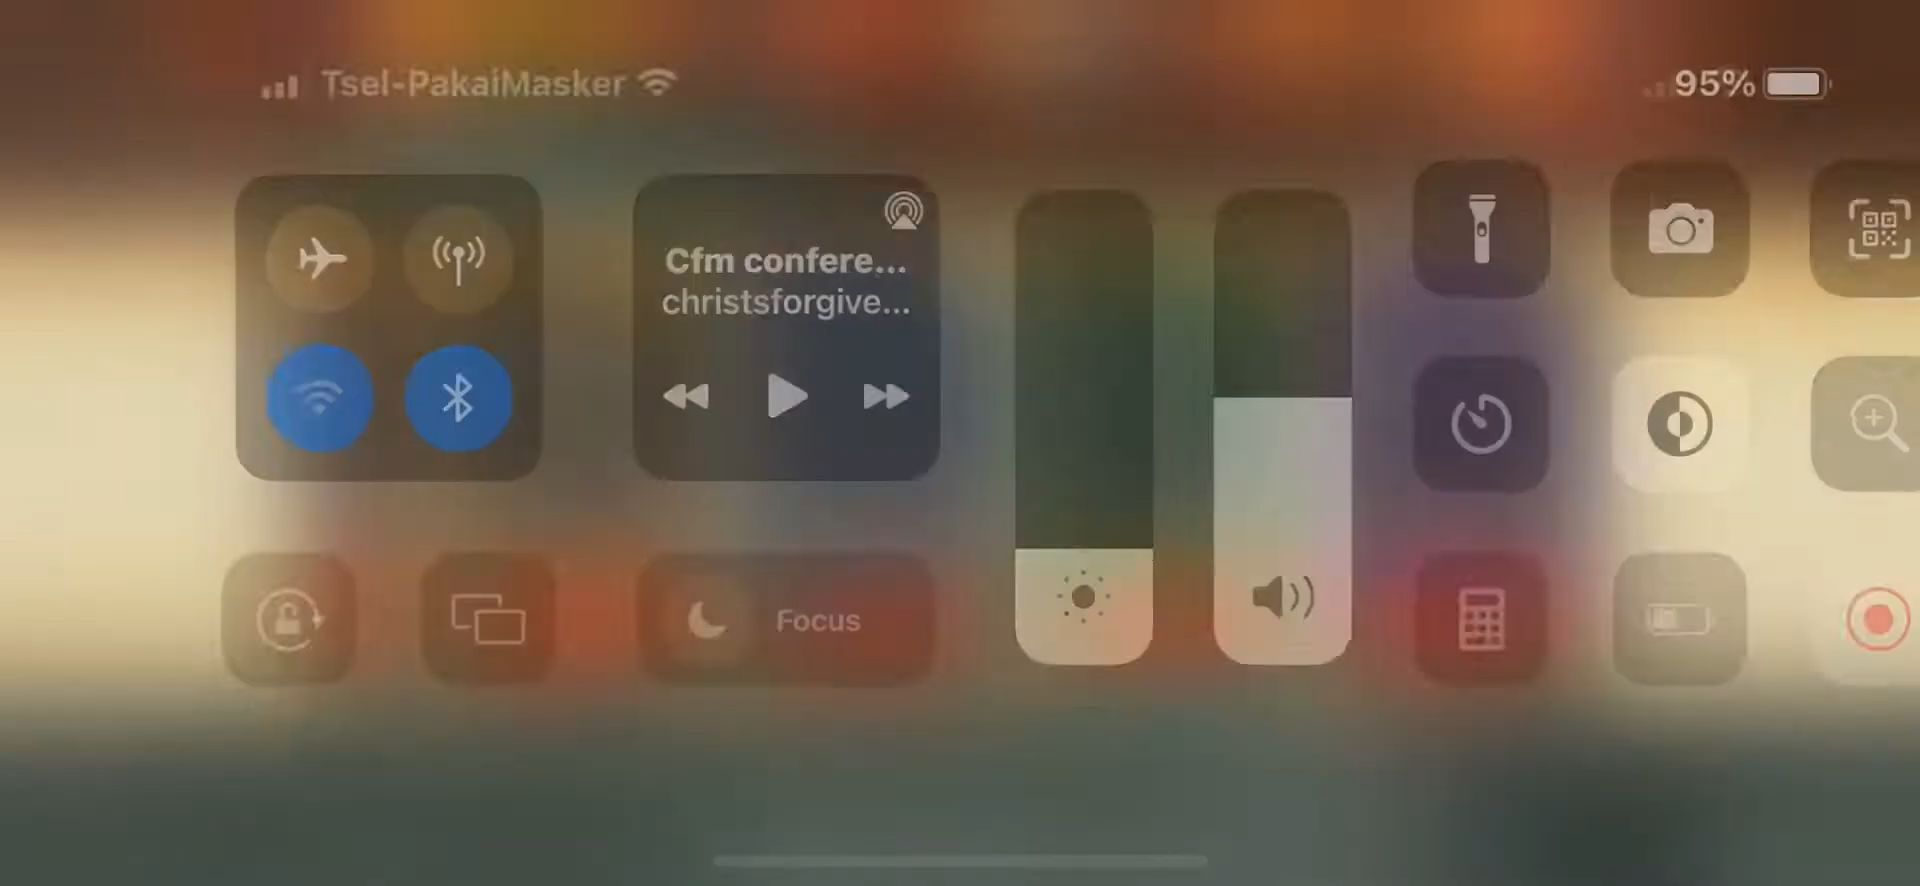 Tsel-PakaiMasker
95%
Cfm confere...
christsforgive...
Focus